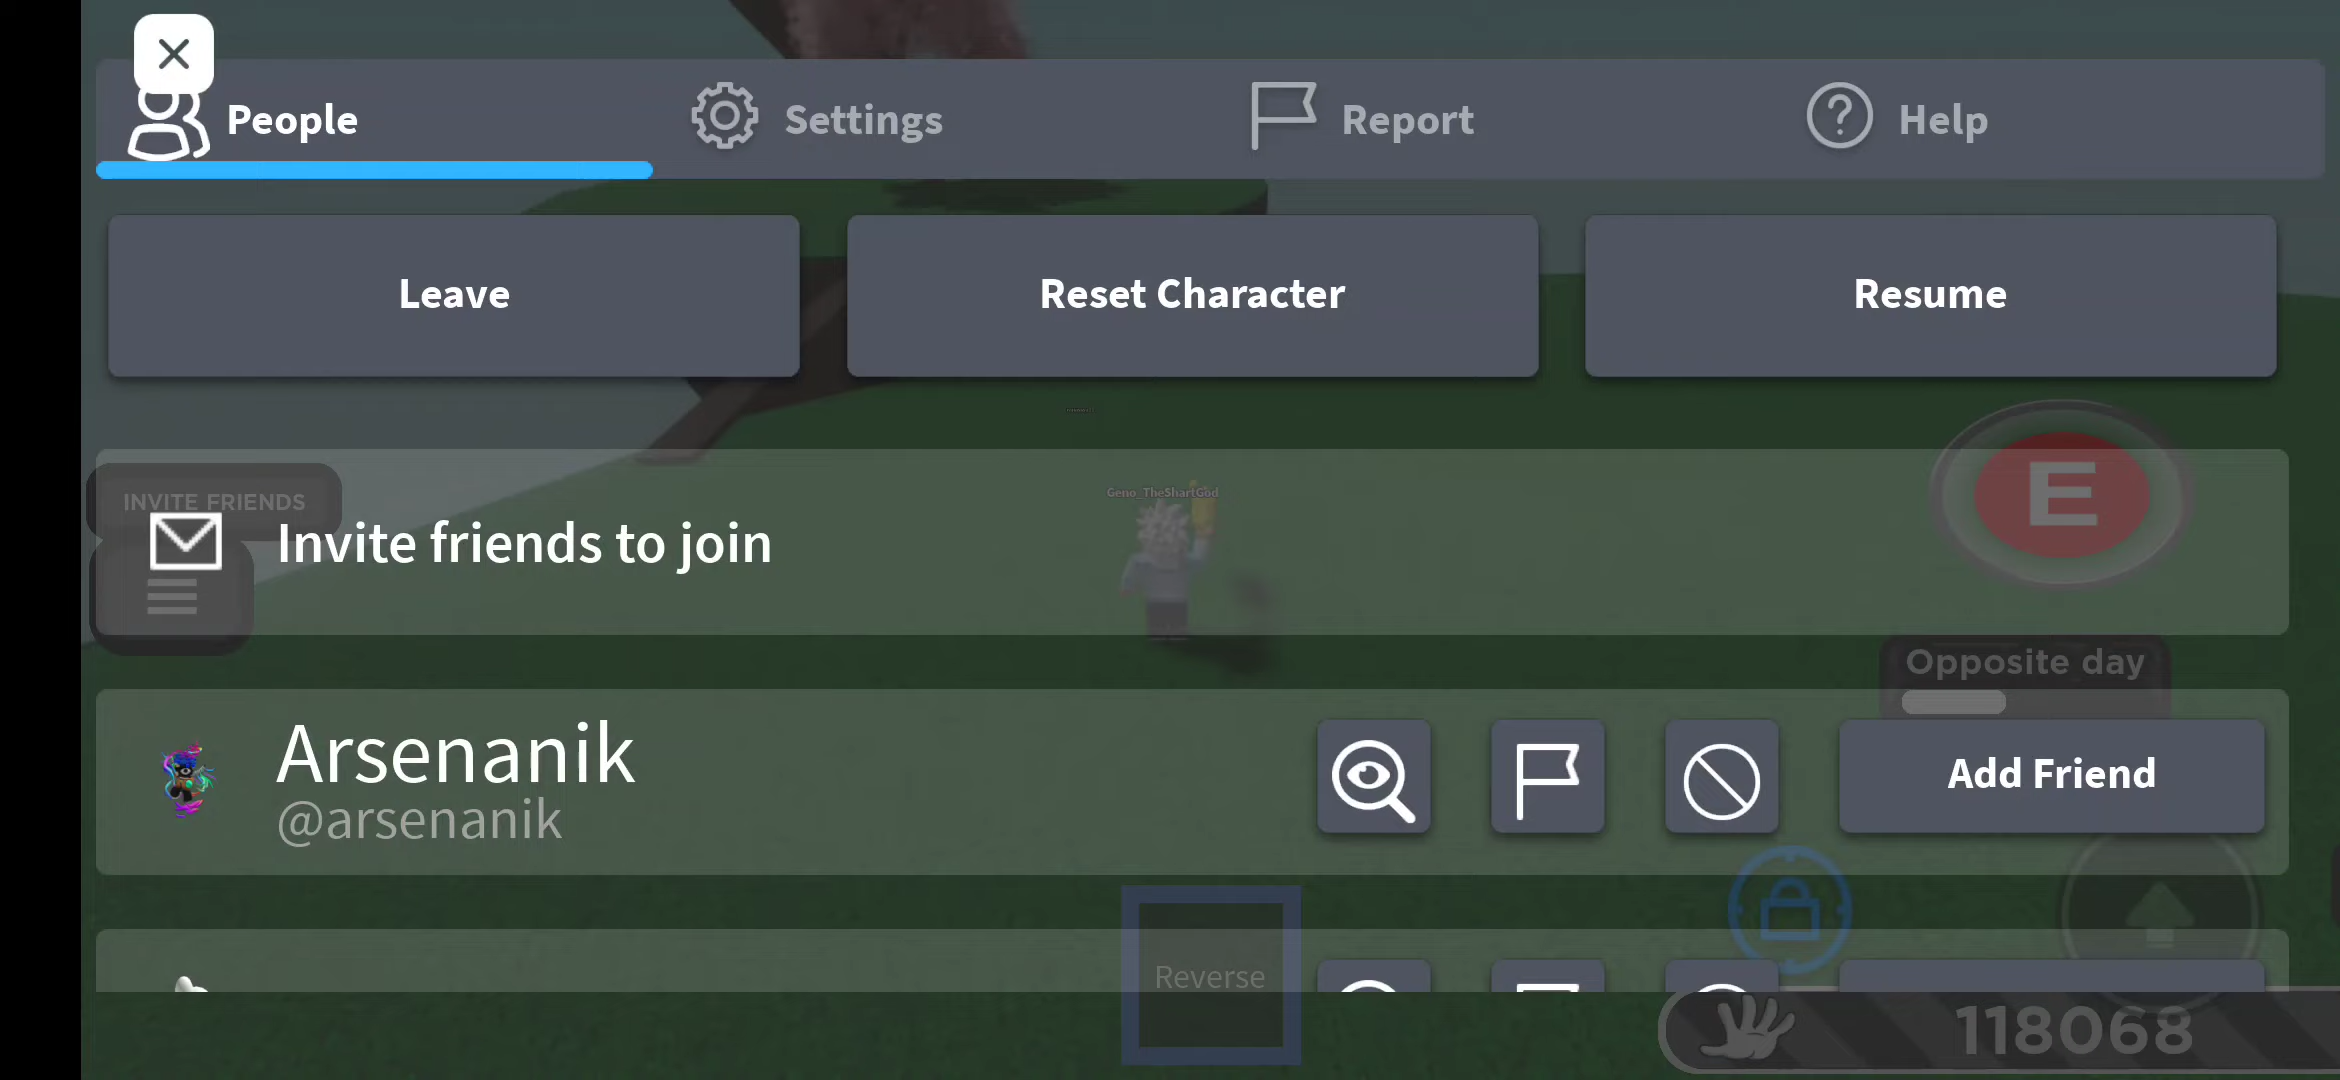 People
Settings
Report
Help
Leave
Reset Character
Resume
INVITE FRIENDS
Invite friends to join
Geno_TheShartGod
E
Opposite day
Arsenanik
@arsenanik
Add Friend
Reverse
118068